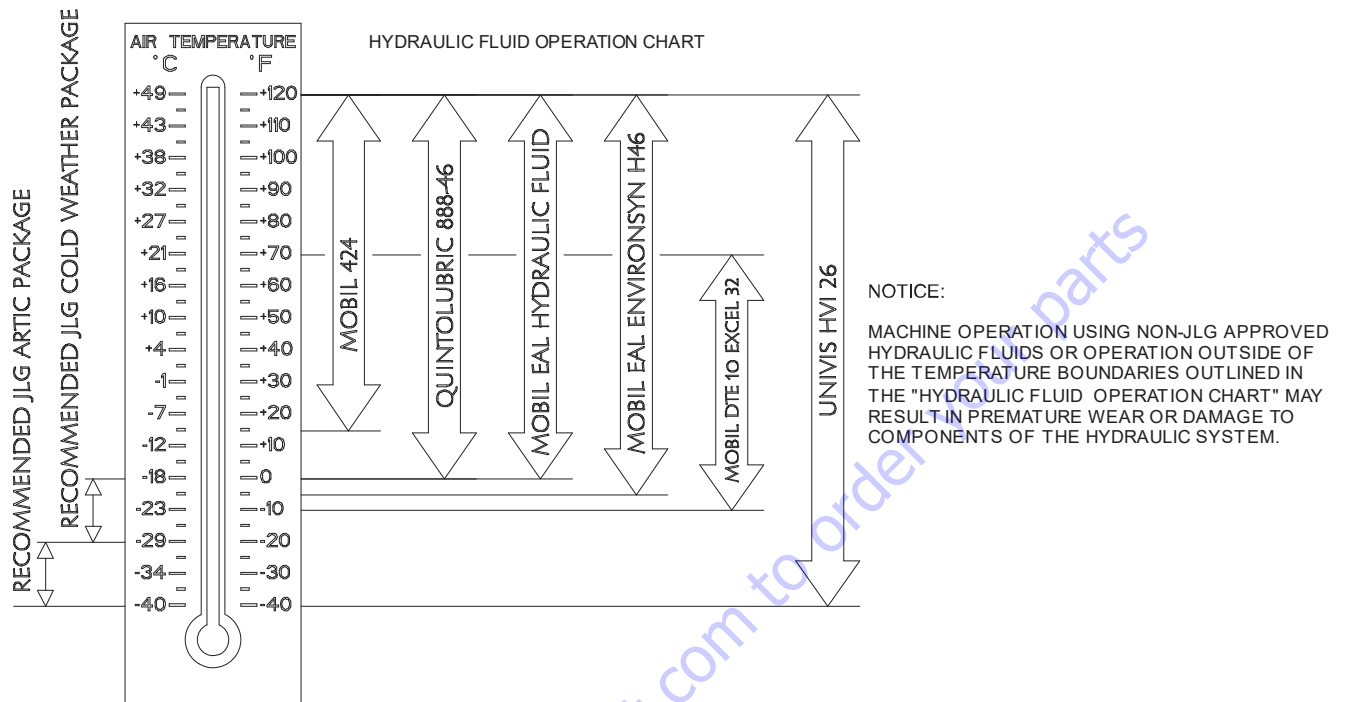 HYDRAULIC FLUID OPERATION CHART
AIR TEMPERATURE
°C °F
+49 +120
+43 +110
+38 +100
+32 +90
+27 +80
+21 +70
+16 +60
+10 +50
+4 +40
-1 +30
-7 +20
-12 +10
-18 0
-23 -10
-29 -20
-34 -30
-40 -40
RECOMMENDED JLG ARTIC PACKAGE
RECOMMENDED JLG COLD WEATHER PACKAGE
MOBIL 424
QUINTOLUBRIC 888-46
MOBIL EAL HYDRAULIC FLUID
MOBIL EAL ENVIRONSYN H46
MOBIL DTE 10 EXCEL 32
UNIVIS HVI 26
NOTICE:
MACHINE OPERATION USING NON-JLG APPROVED
HYDRAULIC FLUIDS OR OPERATION OUTSIDE OF
THE TEMPERATURE BOUNDARIES OUTLINED IN
THE "HYDRAULIC FLUID OPERATION CHART" MAY
RESULT IN PREMATURE WEAR OR DAMAGE TO
COMPONENTS OF THE HYDRAULIC SYSTEM.
com to order your parts